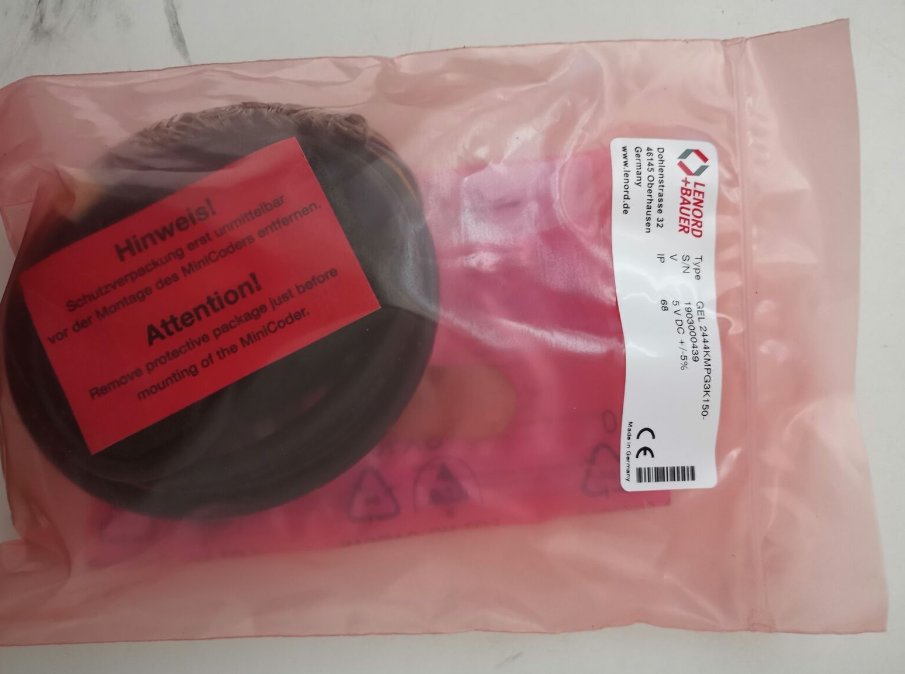 Hinweis!
Schutzverpackung erst unmittelbar
vor der Montage des MiniCoders entfernen.
Attention!
Remove protective package just before
mounting of the MiniCoder.
LENORD
+BAUER
Dohlenstrasse 32
46145 Oberhausen
Germany
www.lenord.de
Type GEL 2444KMPG3K150-
S/N 1903000439
V 5 V DC +/-5%
IP 68
CE
Made in Germany